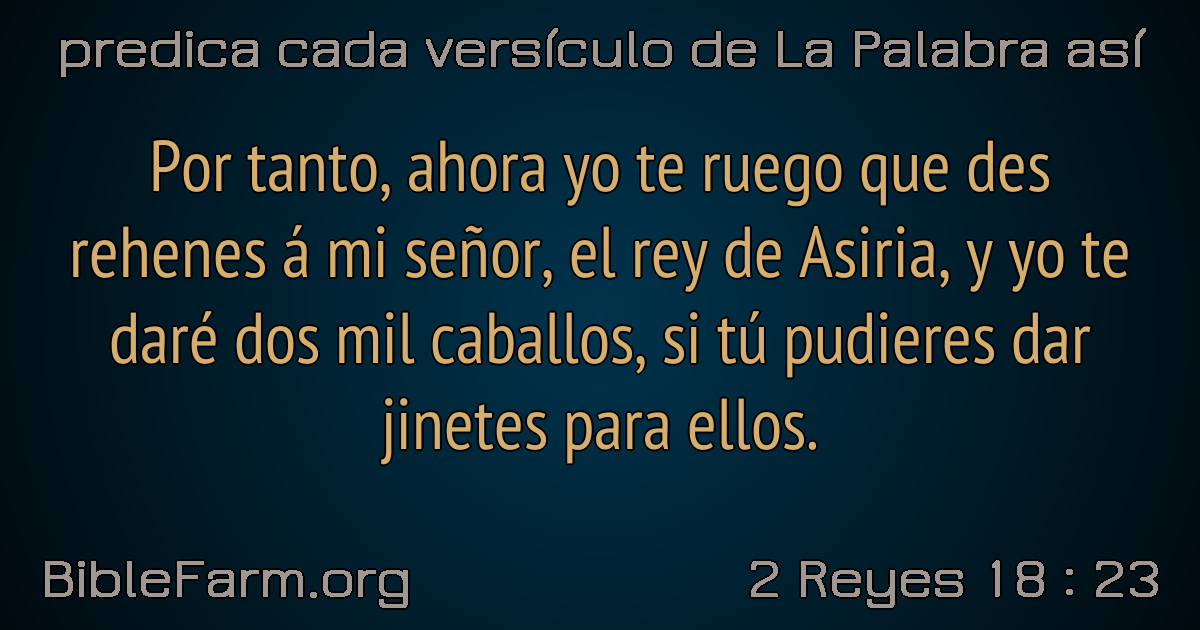 predica cada versículo de La Palabra así
Por tanto, ahora yo te ruego que des
rehenes á mi señor, el rey de Asiria, y yo te
daré dos mil caballos, si tú pudieres dar
jinetes para ellos.
BibleFarm.org
2 Reyes 18 : 23